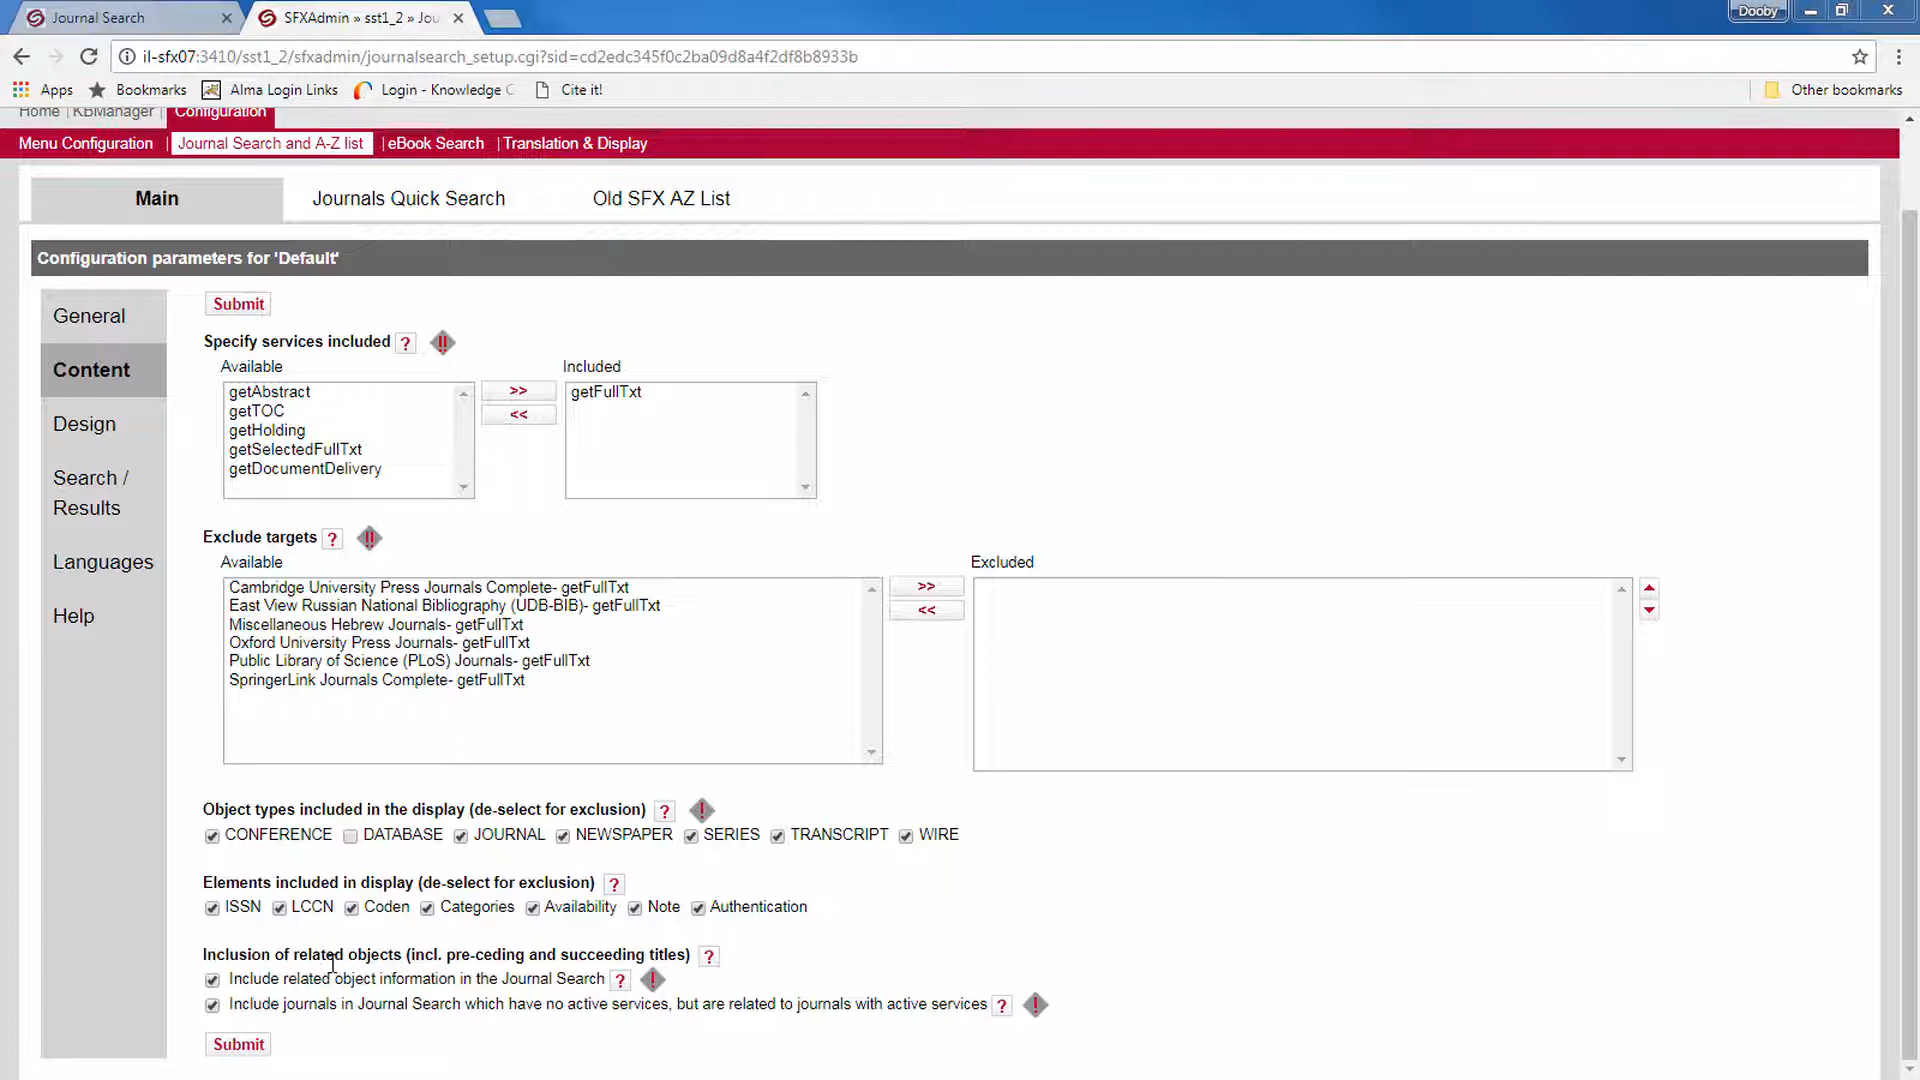 Journal Search
SFXAdmin » sst1_2 » Jou
Dooby
il-sfx07:3410/sst1_2/sfxadmin/journalsearch_setup.cgi?sid=cd2edc345f0c2ba09d8a4f2df8b8933b
Apps Bookmarks Alma Login Links Login - Knowledge C Cite it! Other bookmarks
Home | KBManager | Configuration
Menu Configuration | Journal Search and A-Z list | eBook Search | Translation & Display
Main Journals Quick Search Old SFX AZ List
Configuration parameters for 'Default'
General
Content
Design
Search /
Results
Languages
Help
Submit
Specify services included ? !!
Available Included
getAbstract
getTOC
getHolding
getSelectedFullTxt
getDocumentDelivery
>>
<<
getFullTxt
Exclude targets ? !!
Available Excluded
Cambridge University Press Journals Complete- getFullTxt
East View Russian National Bibliography (UDB-BIB)- getFullTxt
Miscellaneous Hebrew Journals- getFullTxt
Oxford University Press Journals- getFullTxt
Public Library of Science (PLoS) Journals- getFullTxt
SpringerLink Journals Complete- getFullTxt
>>
<<
Object types included in the display (de-select for exclusion) ? !
CONFERENCE DATABASE JOURNAL NEWSPAPER SERIES TRANSCRIPT WIRE
Elements included in display (de-select for exclusion) ?
ISSN LCCN Coden Categories Availability Note Authentication
Inclusion of related objects (incl. pre-ceding and succeeding titles) ?
Include related object information in the Journal Search ? !
Include journals in Journal Search which have no active services, but are related to journals with active services ? !
Submit